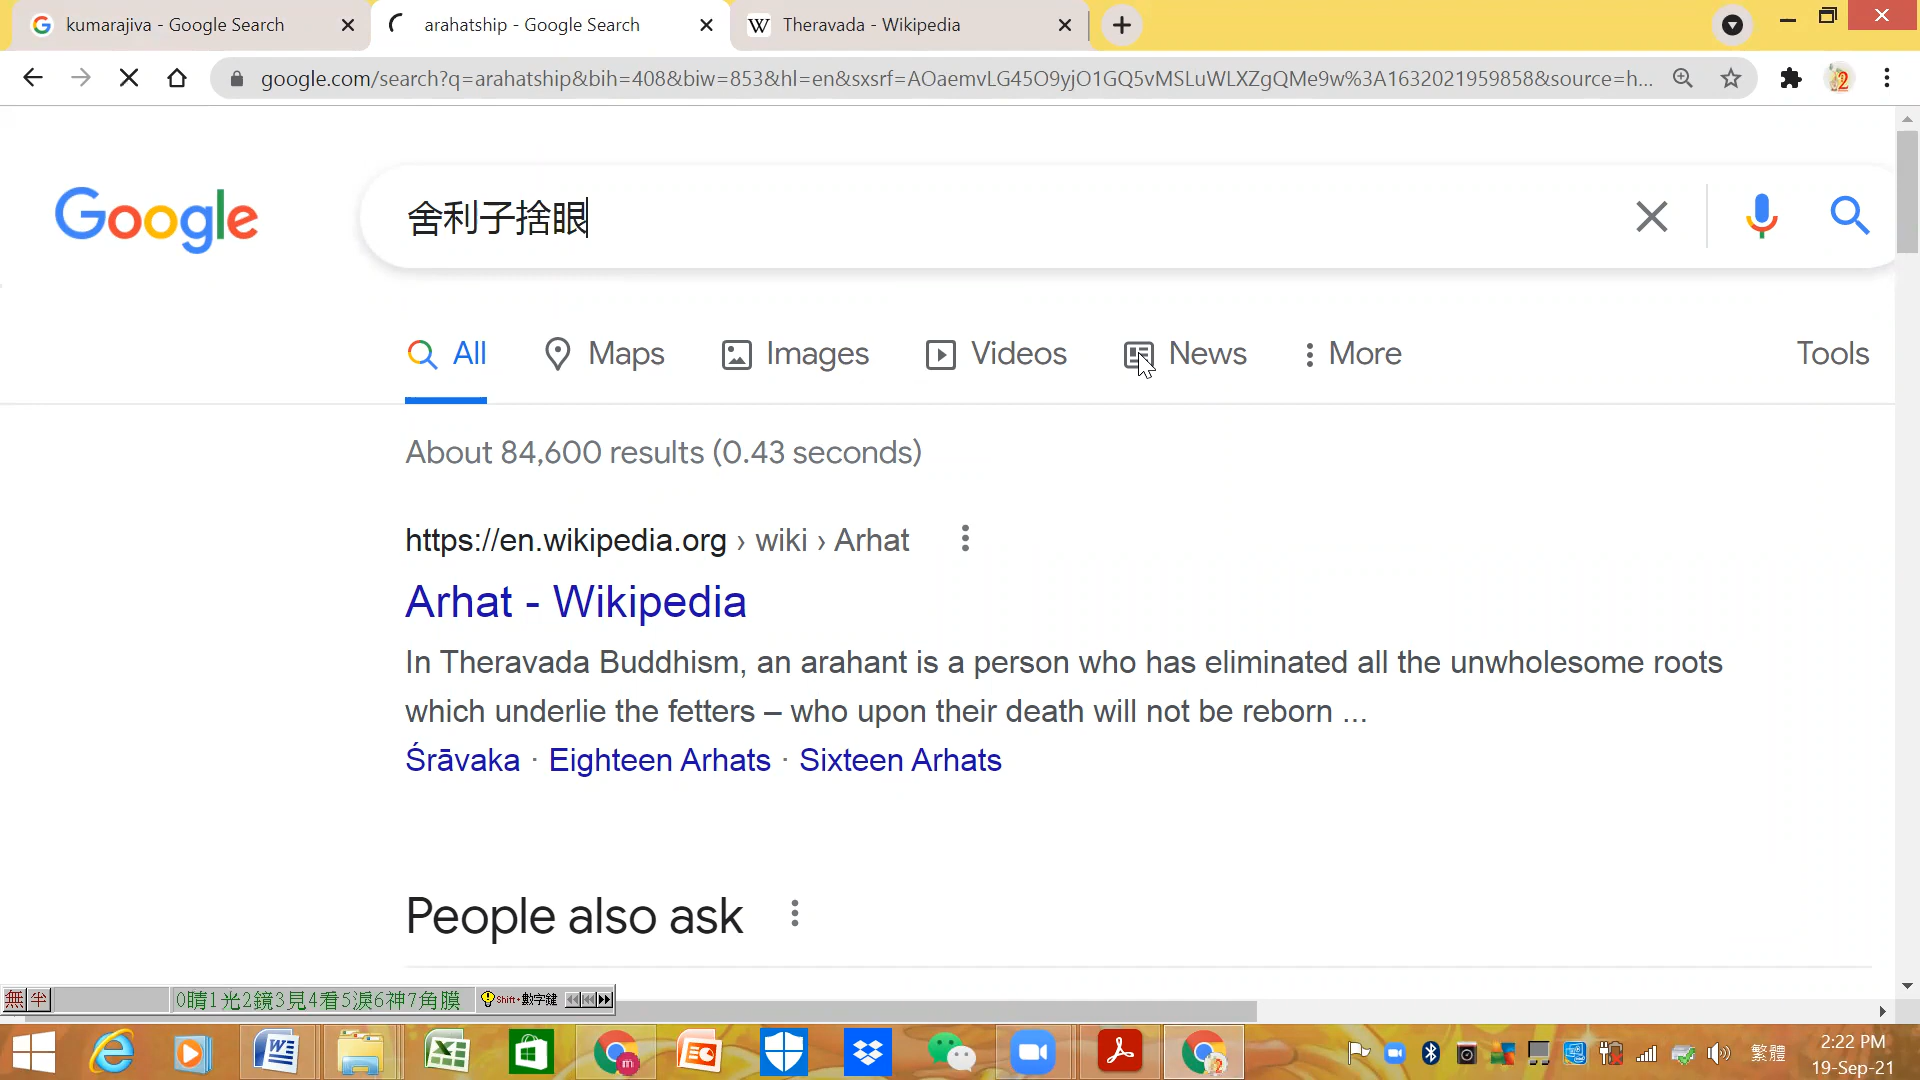 kumarajiva - Google Search
arahatship - Google Search
Theravada - Wikipedia
google.com/search?q=arahatship&bih=408&biw=853&hl=en&sxsrf=AOaemvLG45O9yjO1GQ5vMSLuWLXZgQMe9w%3A1632021959858&source=h...
Google
舍利子捨眼
All Maps Images Videos News More Tools
About 84,600 results (0.43 seconds)
https://en.wikipedia.org › wiki › Arhat
Arhat - Wikipedia
In Theravada Buddhism, an arahant is a person who has eliminated all the unwholesome roots
which underlie the fetters – who upon their death will not be reborn ...
Śrāvaka · Eighteen Arhats · Sixteen Arhats
People also ask
無 半 0睛1光2鏡3見4看5淚6神7角膜 Shift+數字鍵
繁體
2:22 PM
19-Sep-21